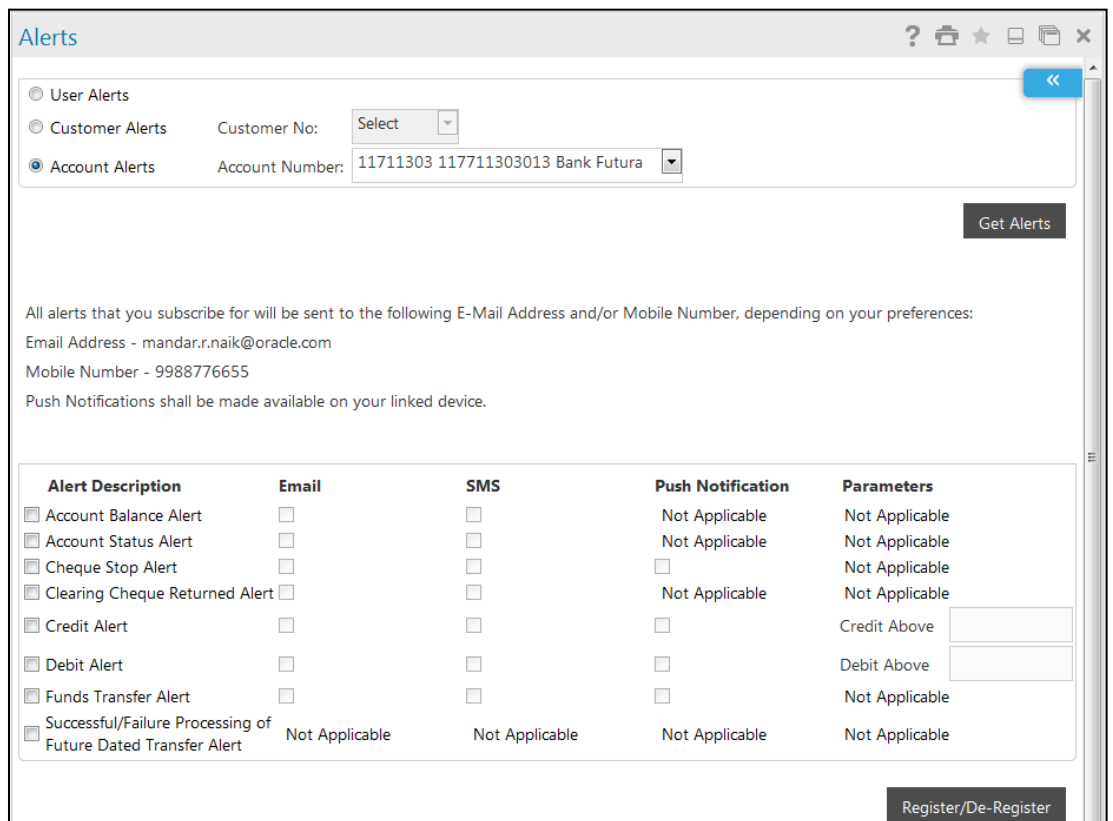 Alerts
User Alerts
Customer Alerts Customer No: Select
Account Alerts Account Number: 11711303 117711303013 Bank Futura
Get Alerts
All alerts that you subscribe for will be sent to the following E-Mail Address and/or Mobile Number, depending on your preferences:
Email Address - mandar.r.naik@oracle.com
Mobile Number - 9988776655
Push Notifications shall be made available on your linked device.
Alert Description Email SMS Push Notification Parameters
Account Balance Alert Not Applicable Not Applicable
Account Status Alert Not Applicable Not Applicable
Cheque Stop Alert Not Applicable
Clearing Cheque Returned Alert Not Applicable Not Applicable
Credit Alert Credit Above
Debit Alert Debit Above
Funds Transfer Alert Not Applicable
Successful/Failure Processing of
Future Dated Transfer Alert Not Applicable Not Applicable Not Applicable Not Applicable
Register/De-Register